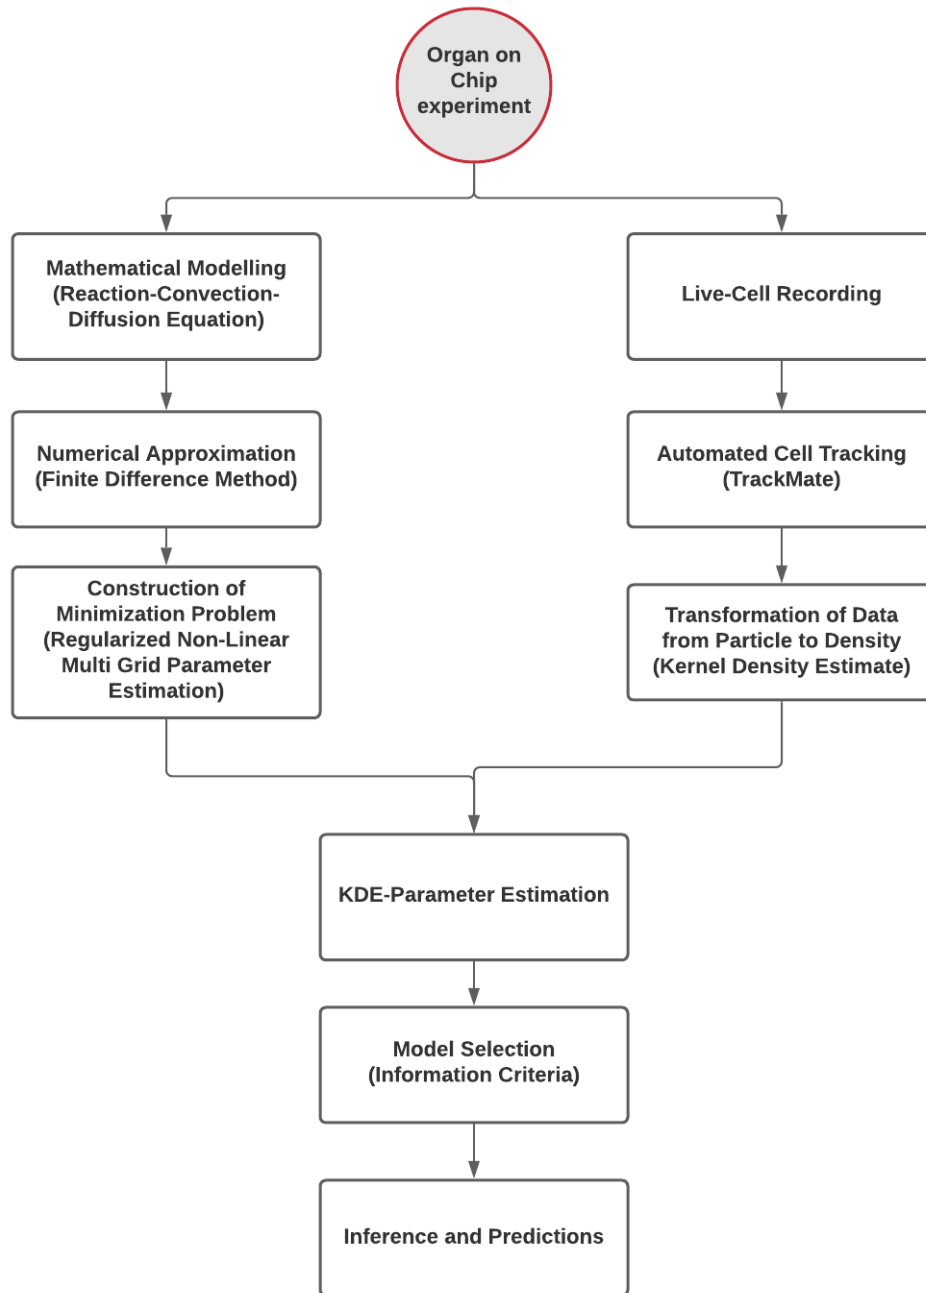 Organ on
Chip
experiment
Mathematical Modelling
(Reaction-Convection-
Diffusion Equation)
Live-Cell Recording
Numerical Approximation
(Finite Difference Method)
Automated Cell Tracking
(TrackMate)
Construction of
Minimization Problem
(Regularized Non-Linear
Multi Grid Parameter
Estimation)
Transformation of Data
from Particle to Density
(Kernel Density Estimate)
KDE-Parameter Estimation
Model Selection
(Information Criteria)
Inference and Predictions